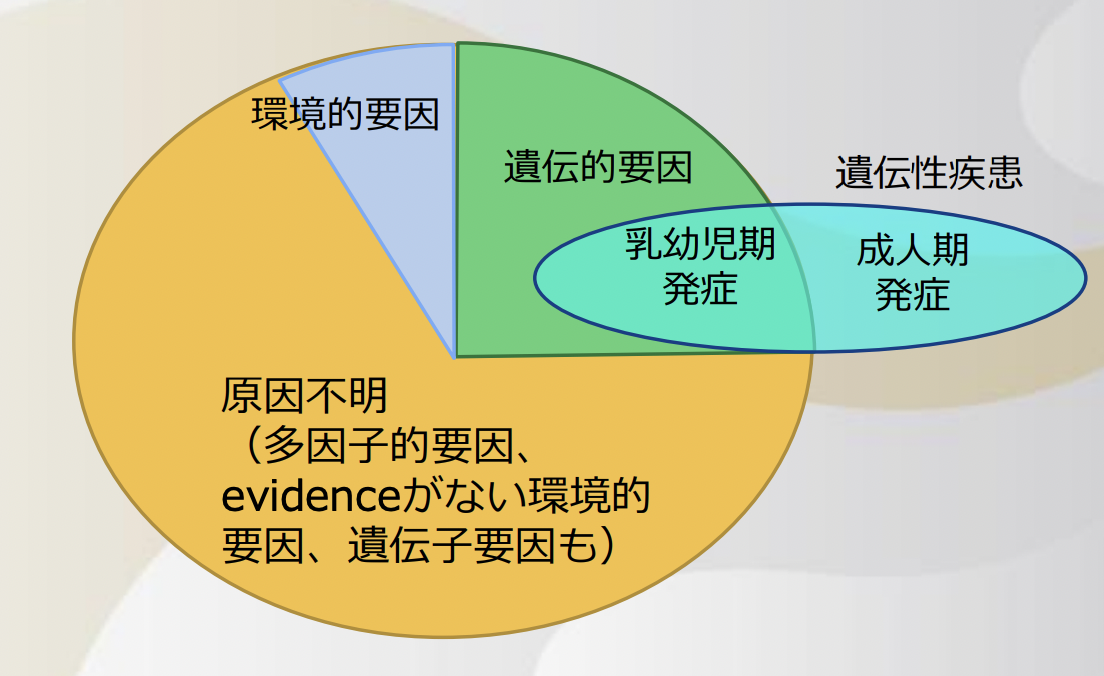 環境的要因
遺伝的要因
遺伝性疾患
乳幼児期
発症
成人期
発症
原因不明
（多因子的要因、
evidenceがない環境的
要因、遺伝子要因も）